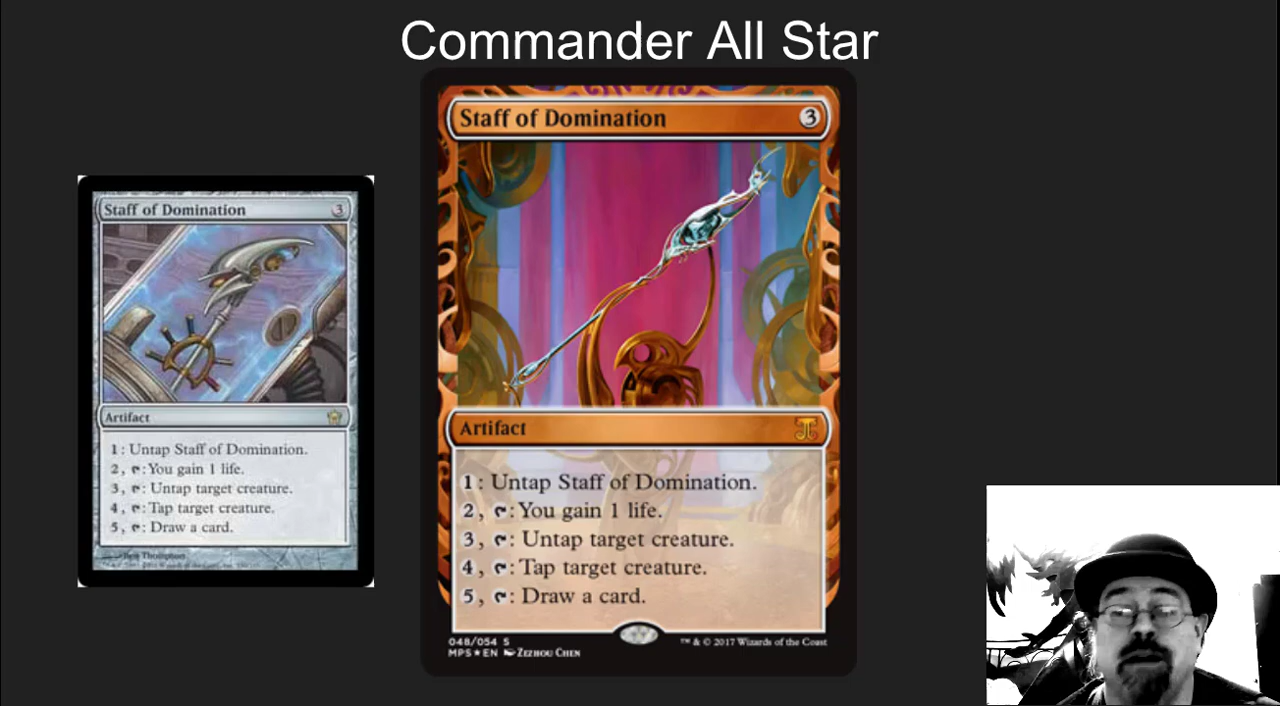 Commander All Star
Staff of Domination 3
Artifact
1: Untap Staff of Domination.
2, : You gain 1 life.
3, : Untap target creature.
4, : Tap target creature.
5, : Draw a card.
Staff of Domination 3
Artifact
1: Untap Staff of Domination.
2, : You gain 1 life.
3, : Untap target creature.
4, : Tap target creature.
5, : Draw a card.
048/054 S
MPS★EN Zezhou Chen
™ & © 2017 Wizards of the Coast